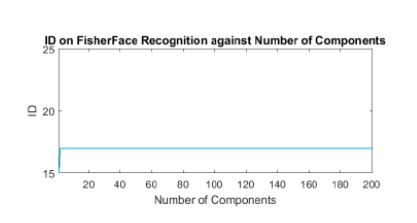 ID on FisherFace Recognition against Number of Components
25
20
15
ID
20 40 60 80 100 120 140 160 180 200
Number of Components